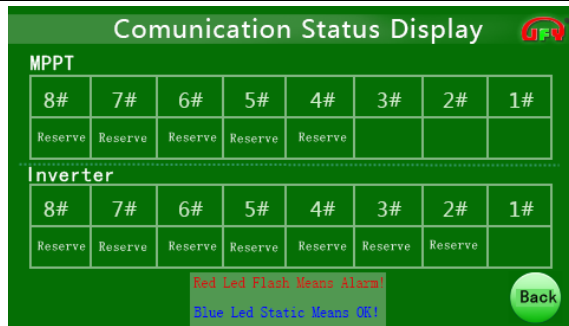 Comunication Status Display
GFV
MPPT
8# 7# 6# 5# 4# 3# 2# 1#
Reserve Reserve Reserve Reserve Reserve
Inverter
8# 7# 6# 5# 4# 3# 2# 1#
Reserve Reserve Reserve Reserve Reserve Reserve Reserve
Red Led Flash Means Alarm!
Blue Led Static Means OK!
Back